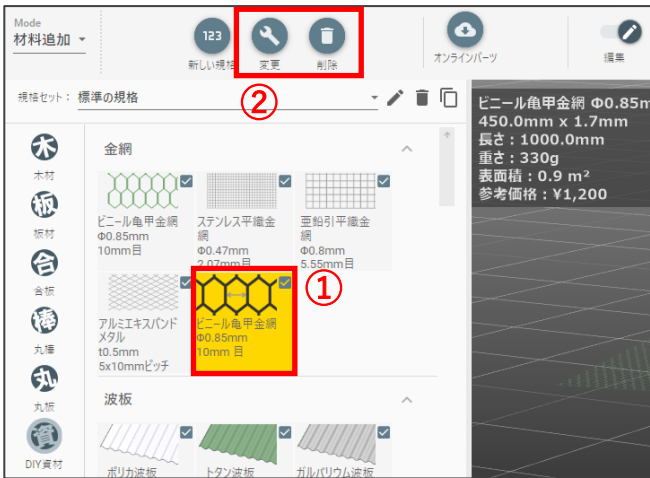 Mode
材料追加
123
新しい規格
変更
削除
オンラインパーツ
編集
②
規格セット： 標準の規格
ビニール亀甲金網 Φ0.85m
450.0mm x 1.7mm
長さ：1000.0mm
重さ：330g
表面積：0.9 m²
参考価格：¥1,200
木
木材
板
板材
合
合板
棒
丸棒
丸
丸板
資
DIY資材
金網
ビニール亀甲金網
Φ0.85mm
10mm目
ステンレス平織金
網
Φ0.47mm
2.07mm目
亜鉛引平織金
網
Φ0.8mm
5.55mm目
アルミエキスパンド
メタル
t0.5mm
5x10mmピッチ
ビニール亀甲金網
Φ0.85mm
10mm 目
①
波板
ポリカ波板
トタン波板
ガルバリウム波板